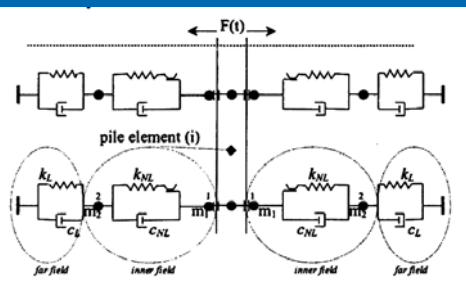 F(t)
pile element (i)
k_L k_NL k_NL k_L
2 1 1 2
m_2 m_1 m_1 m_2
c_L c_NL c_NL c_L
far field inner field inner field far field